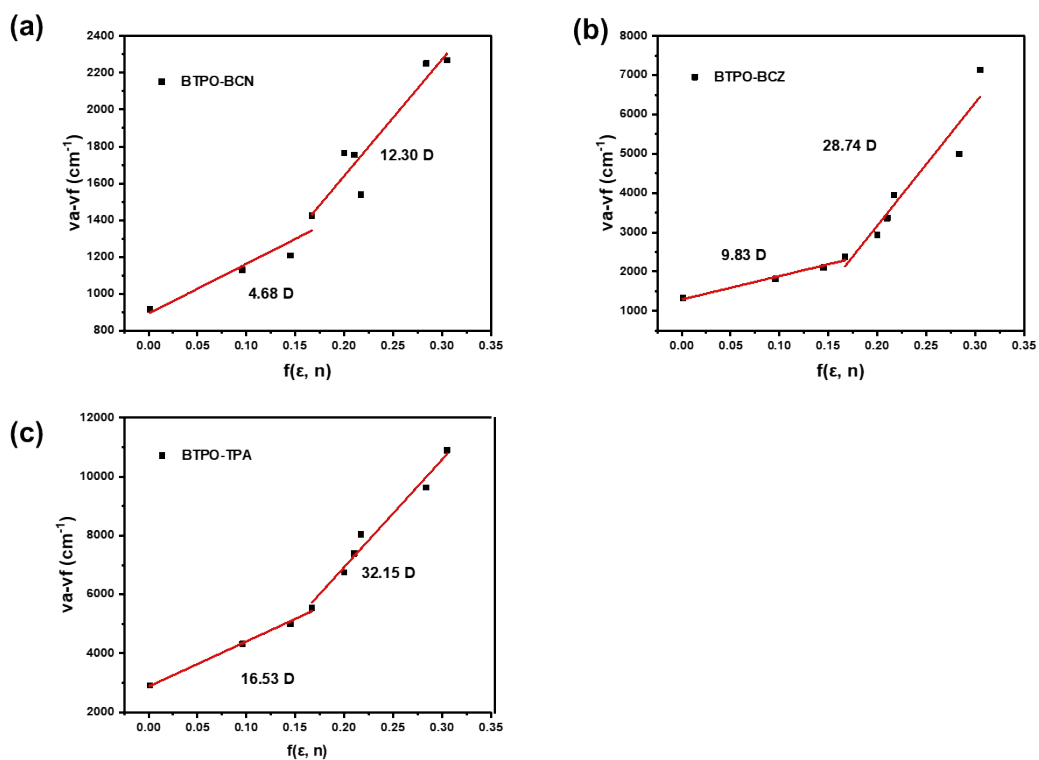 (a)
2400
2200
2000
1800
1600
1400
1200
1000
800
va-vf (cm⁻¹)
BTPO-BCN
12.30 D
4.68 D
0.00 0.05 0.10 0.15 0.20 0.25 0.30 0.35
f(ε, n)
(b)
8000
7000
6000
5000
4000
3000
2000
1000
va-vf (cm⁻¹)
BTPO-BCZ
28.74 D
9.83 D
0.00 0.05 0.10 0.15 0.20 0.25 0.30 0.35
f(ε, n)
(c)
12000
10000
8000
6000
4000
2000
va-vf (cm⁻¹)
BTPO-TPA
32.15 D
16.53 D
0.00 0.05 0.10 0.15 0.20 0.25 0.30 0.35
f(ε, n)